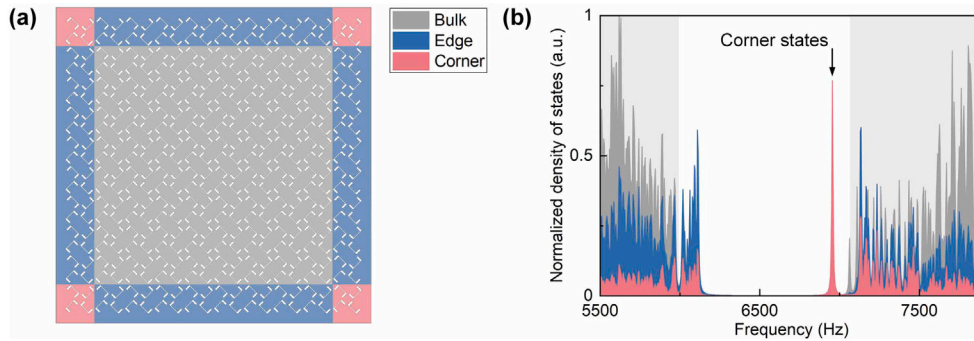 (a)
Bulk
Edge
Corner
(b)
Normalized density of states (a.u.)
1
0.5
0
Corner states
5500
6500
7500
Frequency (Hz)